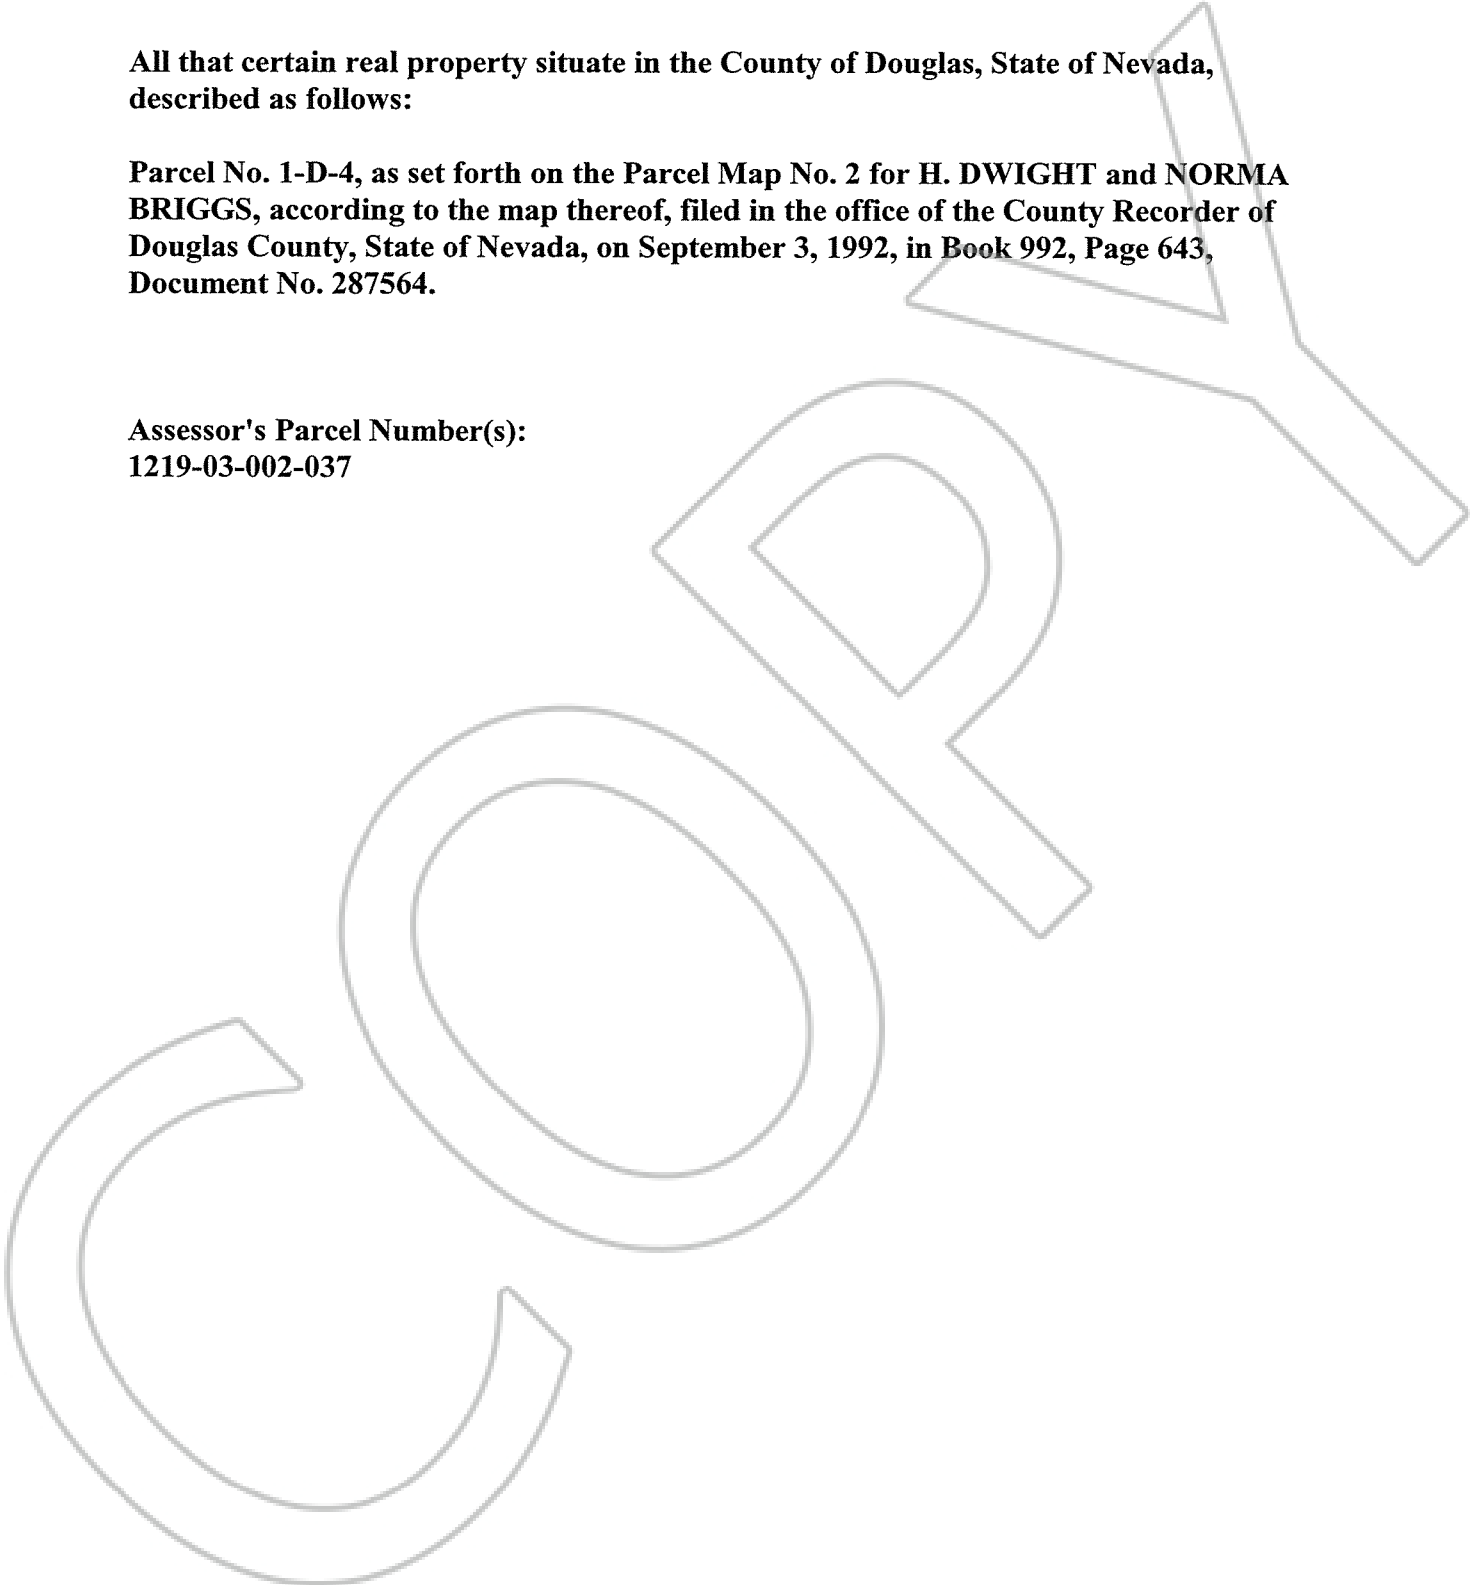 All that certain real property situate in the County of Douglas, State of Nevada,
described as follows:
Parcel No. 1-D-4, as set forth on the Parcel Map No. 2 for H. DWIGHT and NORMA
BRIGGS, according to the map thereof, filed in the office of the County Recorder of
Douglas County, State of Nevada, on September 3, 1992, in Book 992, Page 643,
Document No. 287564.
Assessor's Parcel Number(s):
1219-03-002-037
COPY